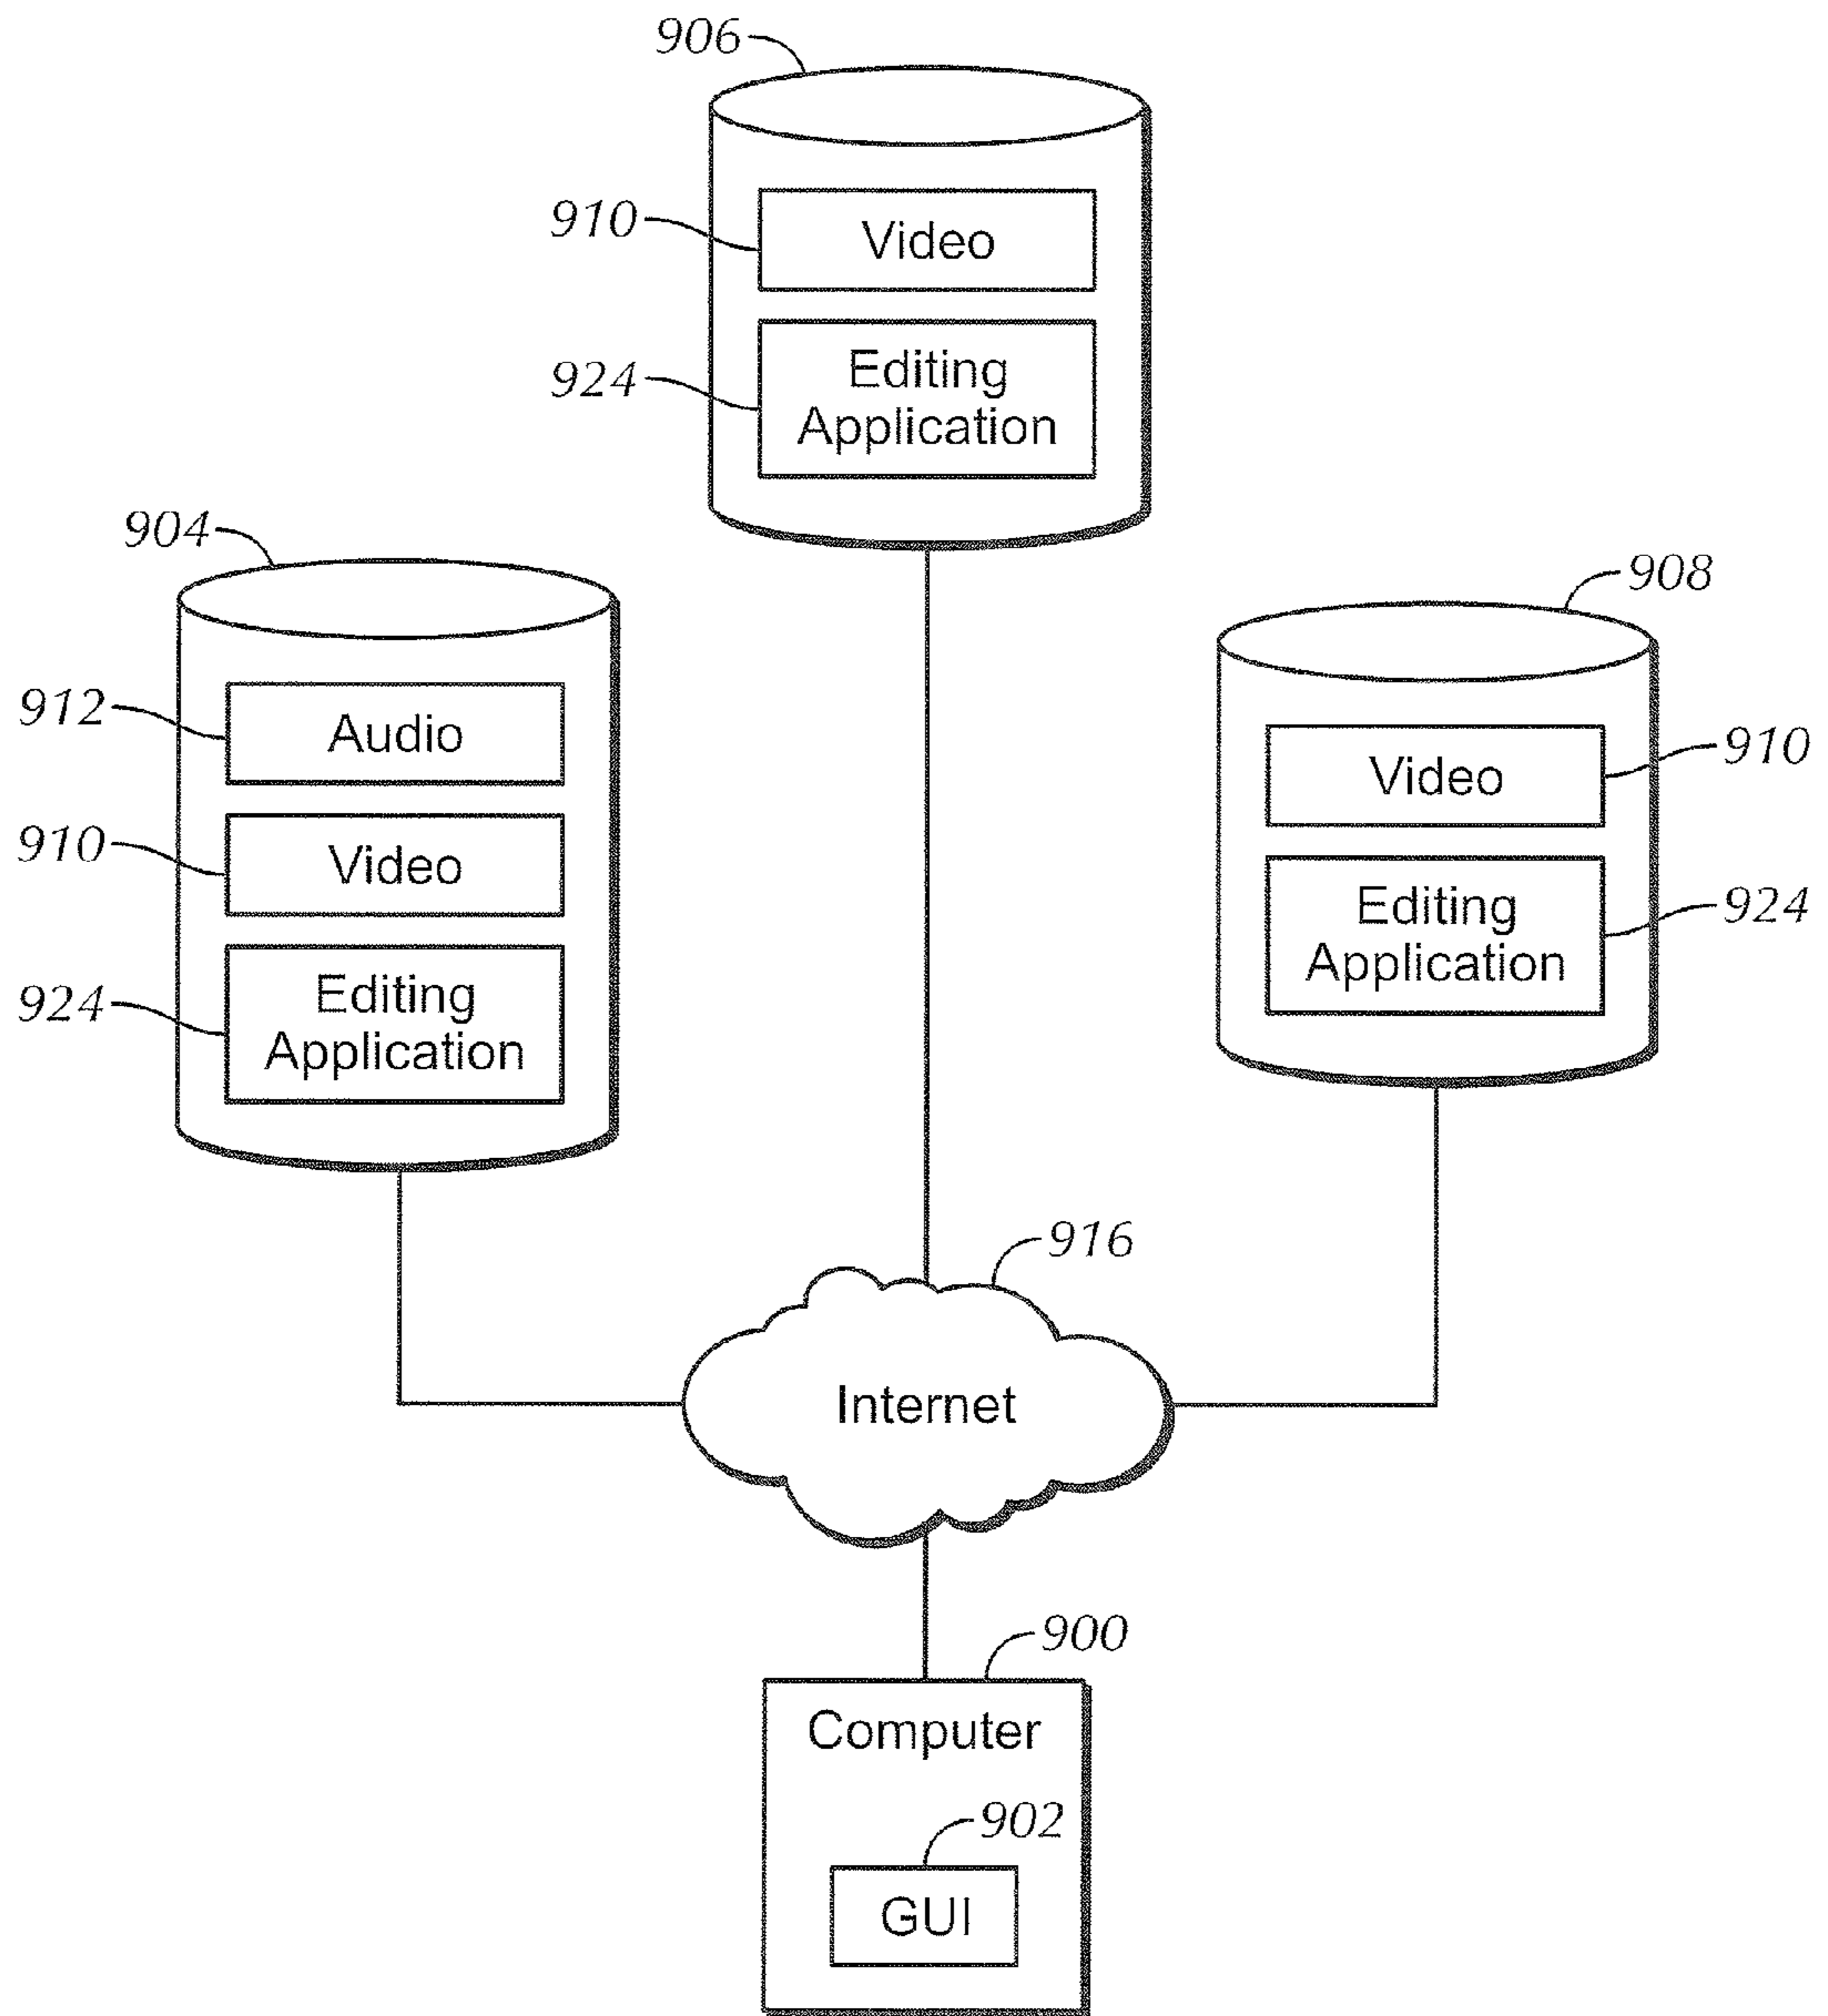 906
910
Video
924
Editing
Application
904
912
Audio
910
Video
924
Editing
Application
908
Video
910
Editing
Application
924
916
Internet
900
Computer
902
GUI